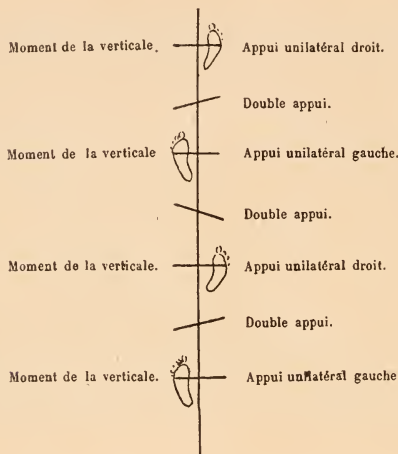 Moment de la verticale. Appui unilatéral droit.
Double appui.
Moment de la verticale Appui unilatéral gauche.
Double appui.
Moment de la verticale. Appui unilatéral droit.
Double appui.
Moment de la verticale. Appui unilatéral gauche